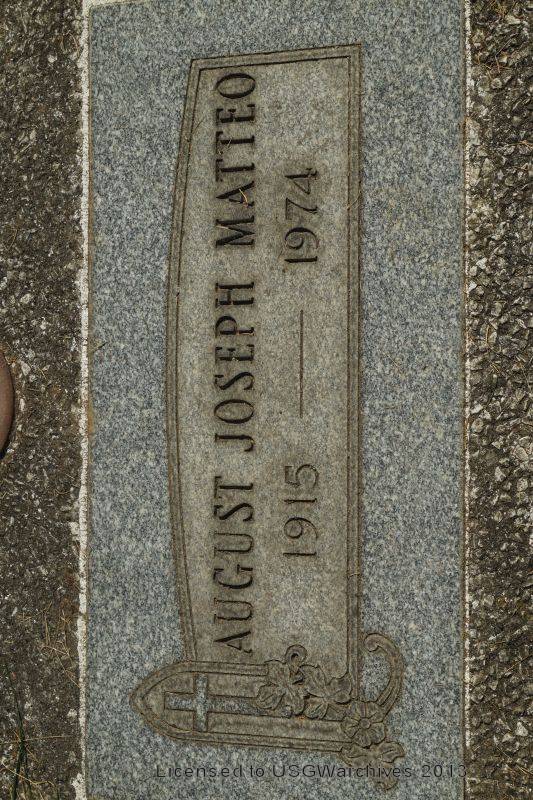 AUGUST JOSEPH MATTEO
1915 — 1974
Licensed to USGWarchives 2013